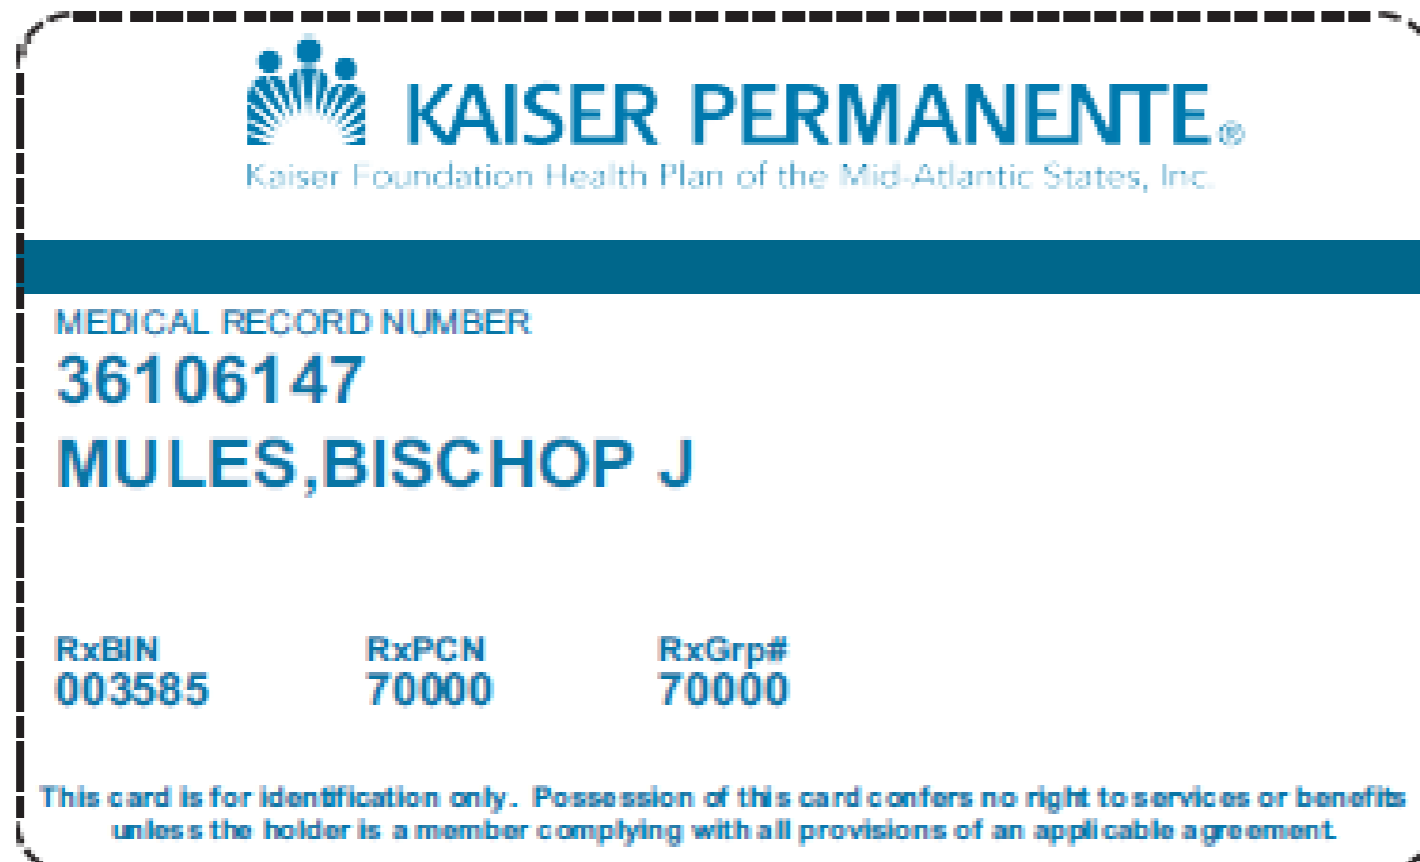 KAISER PERMANENTE®
Kaiser Foundation Health Plan of the Mid-Atlantic States, Inc.
MEDICAL RECORD NUMBER
36106147
MULES,BISCHOP J
RxBIN RxPCN RxGrp#
003585 70000 70000
This card is for identification only. Possession of this card confers no right to services or benefits
unless the holder is a member complying with all provisions of an applicable agreement.